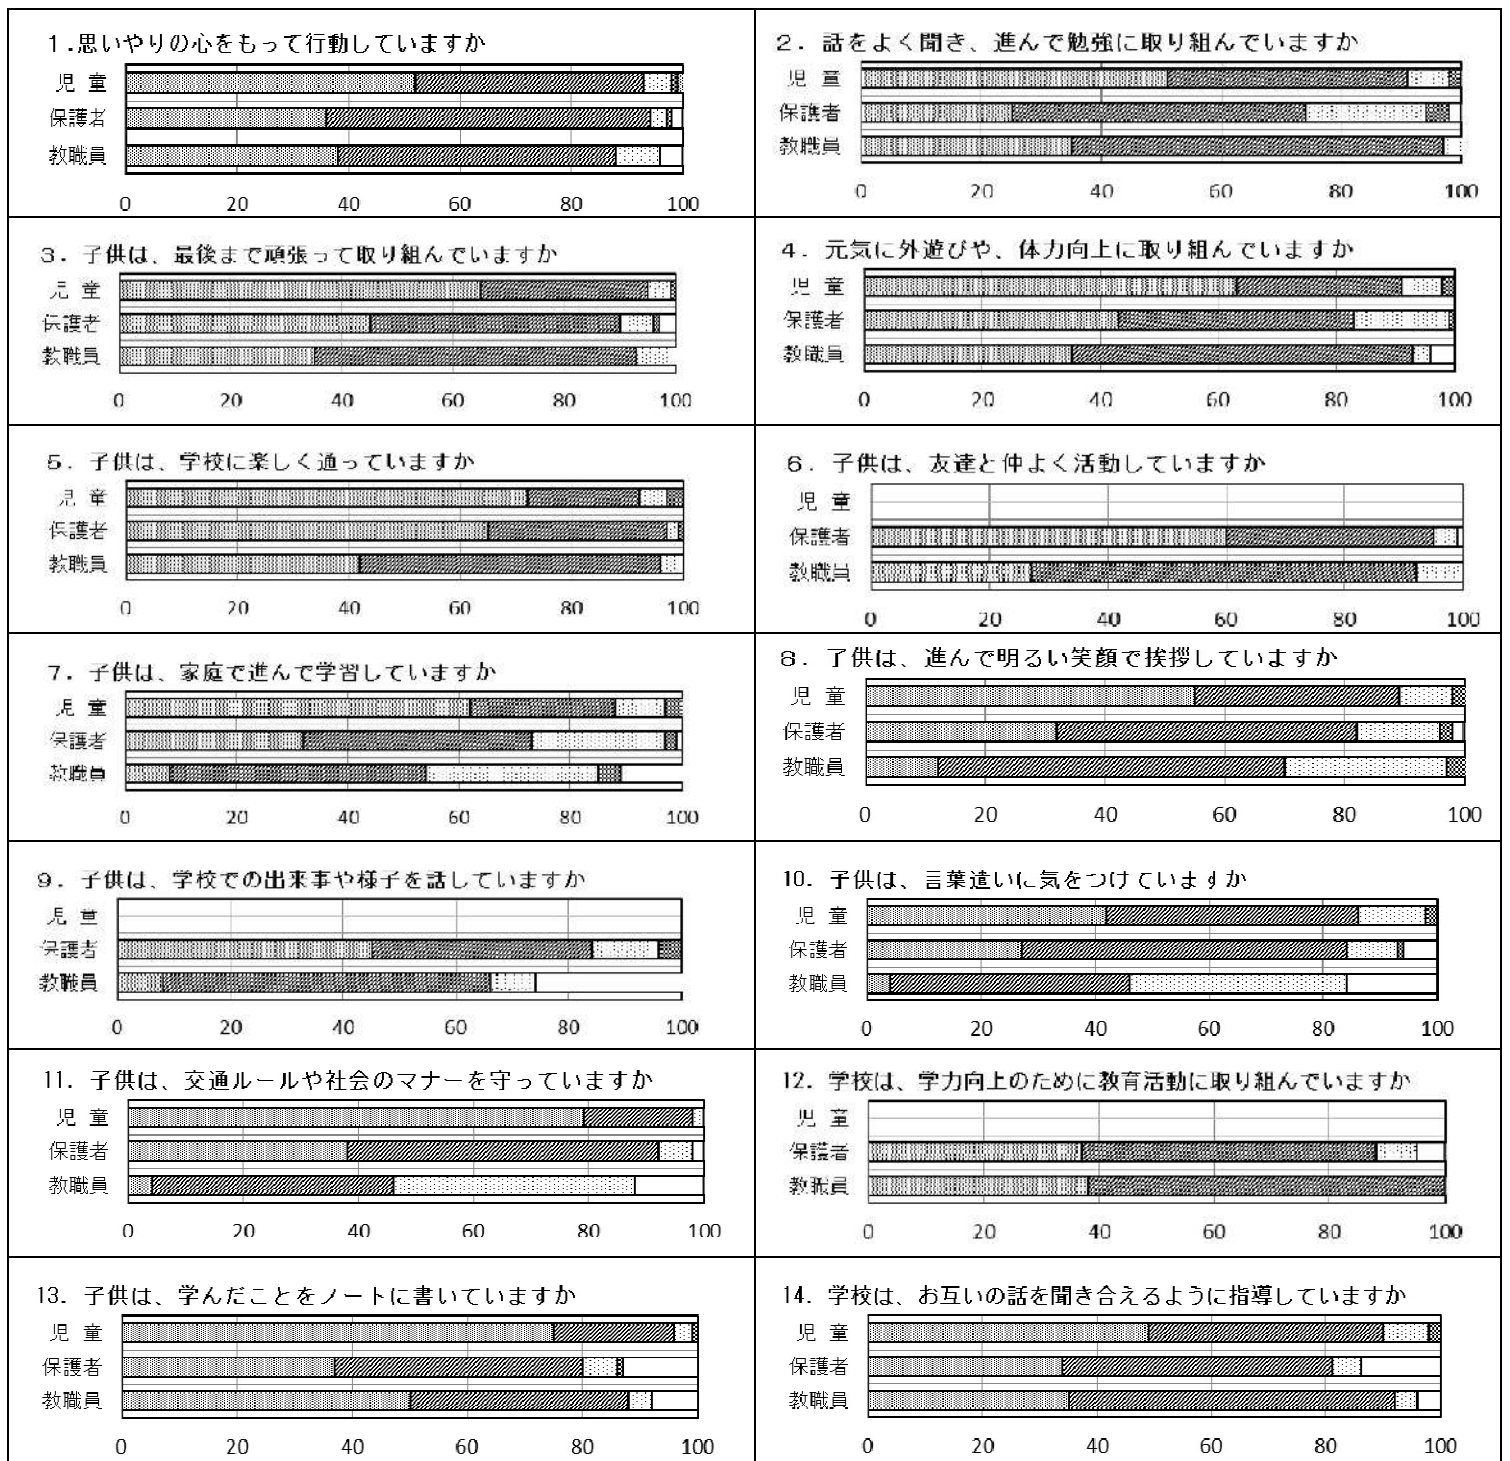 1.思いやりの心をもって行動していますか
児 童
保護者
教職員
0 20 40 60 80 100
2. 話をよく聞き、進んで勉強に取り組んでいますか
児 童
保護者
教職員
0 20 40 60 80 100
3. 子供は、最後まで頑張って取り組んでいますか
児 童
保護者
教職員
0 20 40 60 80 100
4. 元気に外遊びや、体力向上に取り組んでいますか
児 童
保護者
教職員
0 20 40 60 80 100
5. 子供は、学校に楽しく通っていますか
児 童
保護者
教職員
0 20 40 60 80 100
6. 子供は、友達と仲よく活動していますか
児 童
保護者
教職員
0 20 40 60 80 100
7. 子供は、家庭で進んで学習していますか
児 童
保護者
教職員
0 20 40 60 80 100
8. 子供は、進んで明るい笑顔で挨拶していますか
児 童
保護者
教職員
0 20 40 60 80 100
9. 子供は、学校での出来事や様子を話していますか
児 童
保護者
教職員
0 20 40 60 80 100
10. 子供は、言葉遣いに気をつけていますか
児 童
保護者
教職員
0 20 40 60 80 100
11. 子供は、交通ルールや社会のマナーを守っていますか
児 童
保護者
教職員
0 20 40 60 80 100
12. 学校は、学力向上のために教育活動に取り組んでいますか
児 童
保護者
教職員
0 20 40 60 80 100
13. 子供は、学んだことをノートに書いていますか
児 童
保護者
教職員
0 20 40 60 80 100
14. 学校は、お互いの話を聞き合えるように指導していますか
児 童
保護者
教職員
0 20 40 60 80 100